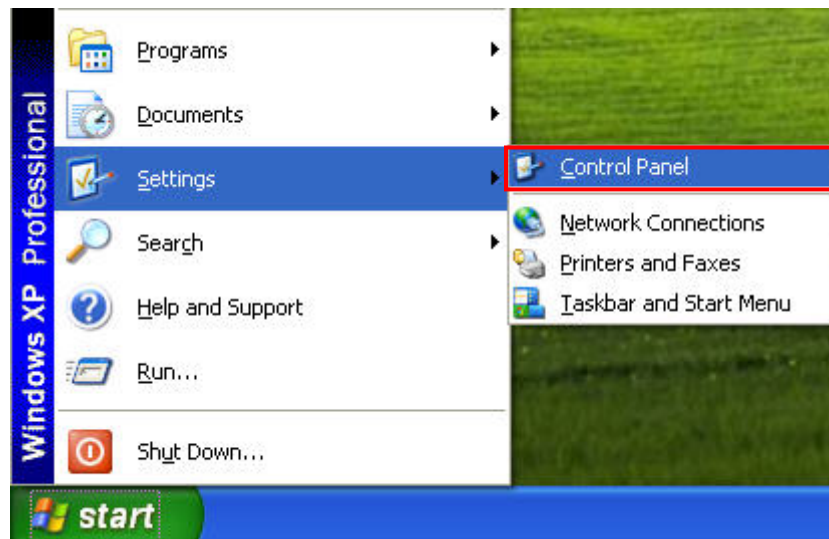 Windows XP Professional
Programs
Documents
Settings
Search
Help and Support
Run...
Shut Down...
Control Panel
Network Connections
Printers and Faxes
Taskbar and Start Menu
start